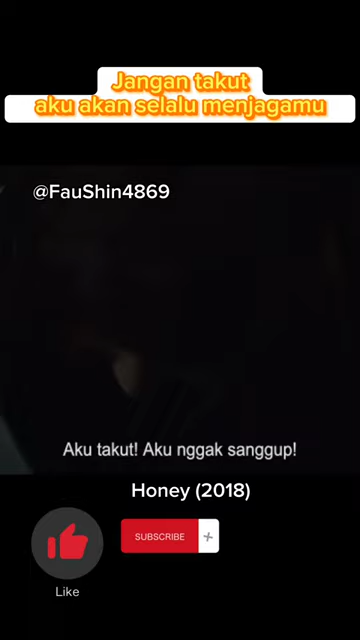 Jangan takut
aku akan selalu menjagamu
@FauShin4869
Aku takut! Aku nggak sanggup!
Honey (2018)
SUBSCRIBE
Like